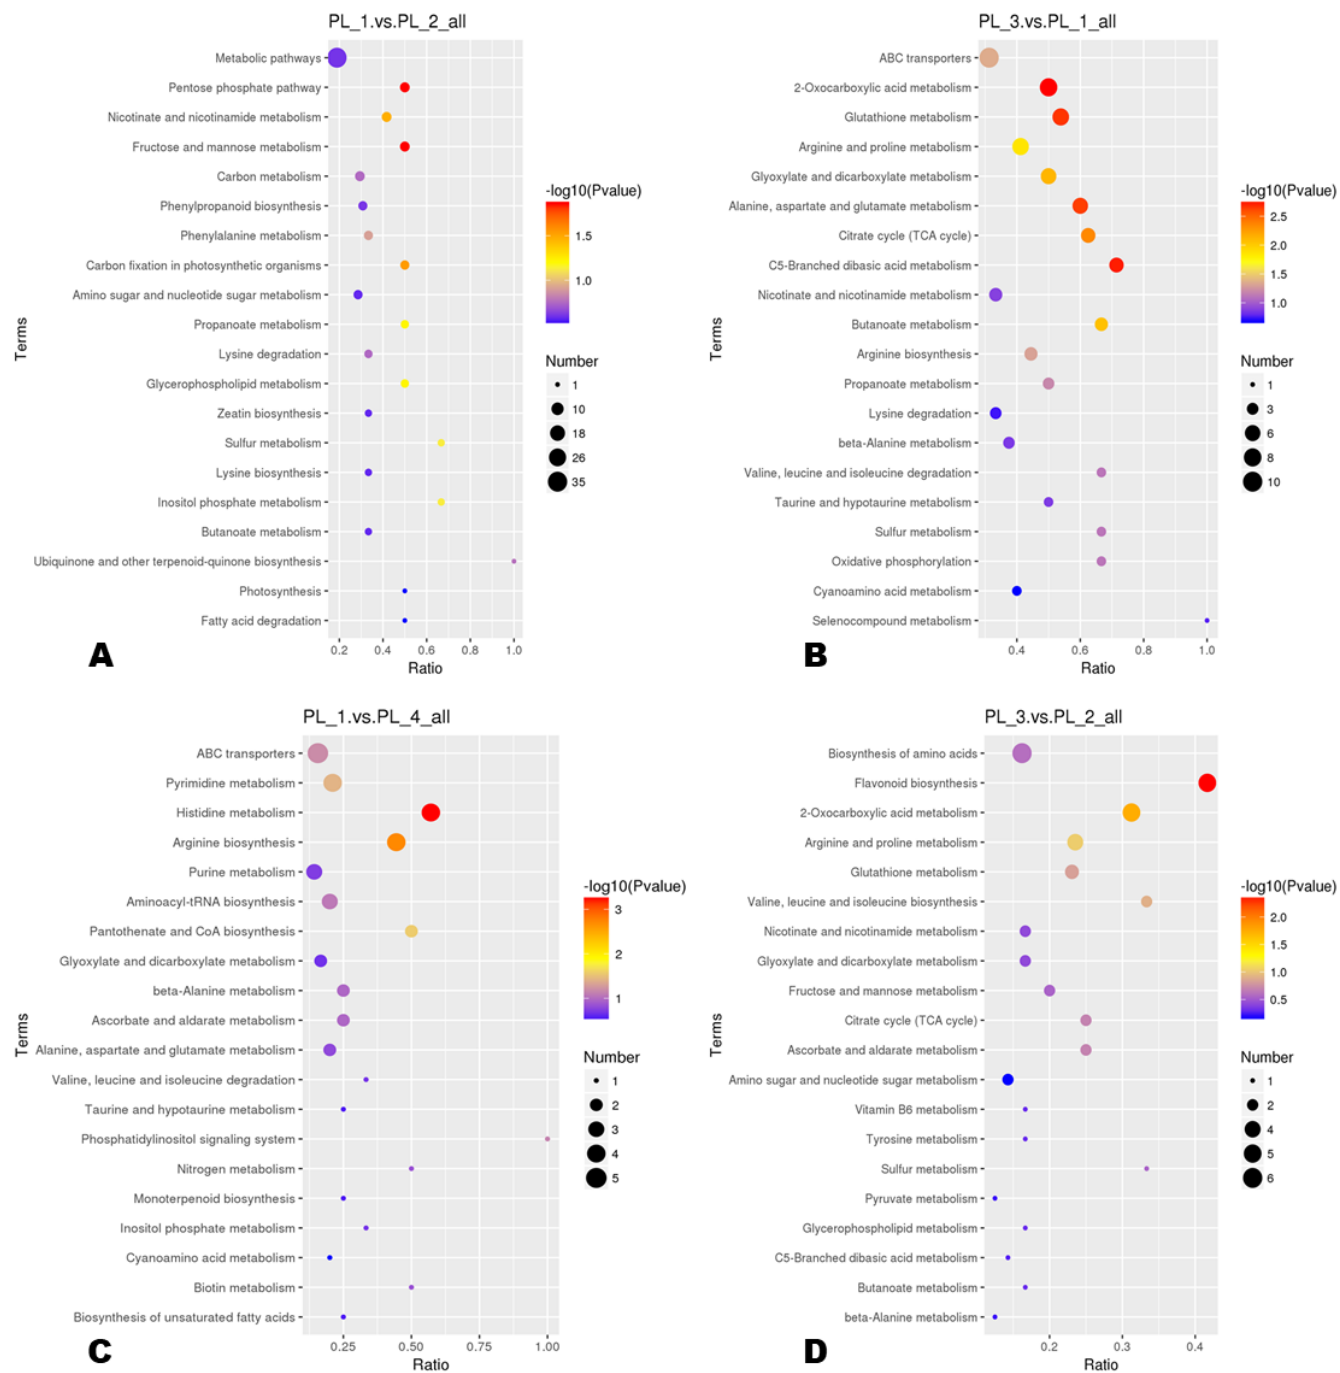 PL_1.vs.PL_2_all
Metabolic pathways
Pentose phosphate pathway
Nicotinate and nicotinamide metabolism
Fructose and mannose metabolism
Carbon metabolism
Phenylpropanoid biosynthesis
Phenylalanine metabolism
Carbon fixation in photosynthetic organisms
Amino sugar and nucleotide sugar metabolism
Propanoate metabolism
Lysine degradation
Glycerophospholipid metabolism
Zeatin biosynthesis
Sulfur metabolism
Lysine biosynthesis
Inositol phosphate metabolism
Butanoate metabolism
Ubiquinone and other terpenoid-quinone biosynthesis
Photosynthesis
Fatty acid degradation
Terms
0.2 0.4 0.6 0.8 1.0
Ratio
-log10(Pvalue)
1.5
1.0
Number
1
10
18
26
35
A
PL_3.vs.PL_1_all
ABC transporters
2-Oxocarboxylic acid metabolism
Glutathione metabolism
Arginine and proline metabolism
Glyoxylate and dicarboxylate metabolism
Alanine, aspartate and glutamate metabolism
Citrate cycle (TCA cycle)
C5-Branched dibasic acid metabolism
Nicotinate and nicotinamide metabolism
Butanoate metabolism
Arginine biosynthesis
Propanoate metabolism
Lysine degradation
beta-Alanine metabolism
Valine, leucine and isoleucine degradation
Taurine and hypotaurine metabolism
Sulfur metabolism
Oxidative phosphorylation
Cyanoamino acid metabolism
Selenocompound metabolism
Terms
0.4 0.6 0.8 1.0
Ratio
-log10(Pvalue)
2.5
2.0
1.5
1.0
Number
1
3
6
8
10
B
PL_1.vs.PL_4_all
ABC transporters
Pyrimidine metabolism
Histidine metabolism
Arginine biosynthesis
Purine metabolism
Aminoacyl-tRNA biosynthesis
Pantothenate and CoA biosynthesis
Glyoxylate and dicarboxylate metabolism
beta-Alanine metabolism
Ascorbate and aldarate metabolism
Alanine, aspartate and glutamate metabolism
Valine, leucine and isoleucine degradation
Taurine and hypotaurine metabolism
Phosphatidylinositol signaling system
Nitrogen metabolism
Monoterpenoid biosynthesis
Inositol phosphate metabolism
Cyanoamino acid metabolism
Biotin metabolism
Biosynthesis of unsaturated fatty acids
Terms
0.25 0.50 0.75 1.00
Ratio
-log10(Pvalue)
3
2
1
Number
1
2
3
4
5
C
PL_3.vs.PL_2_all
Biosynthesis of amino acids
Flavonoid biosynthesis
2-Oxocarboxylic acid metabolism
Arginine and proline metabolism
Glutathione metabolism
Valine, leucine and isoleucine biosynthesis
Nicotinate and nicotinamide metabolism
Glyoxylate and dicarboxylate metabolism
Fructose and mannose metabolism
Citrate cycle (TCA cycle)
Ascorbate and aldarate metabolism
Amino sugar and nucleotide sugar metabolism
Vitamin B6 metabolism
Tyrosine metabolism
Sulfur metabolism
Pyruvate metabolism
Glycerophospholipid metabolism
C5-Branched dibasic acid metabolism
Butanoate metabolism
beta-Alanine metabolism
Terms
0.2 0.3 0.4
Ratio
-log10(Pvalue)
2.0
1.5
1.0
0.5
Number
1
2
4
5
6
D